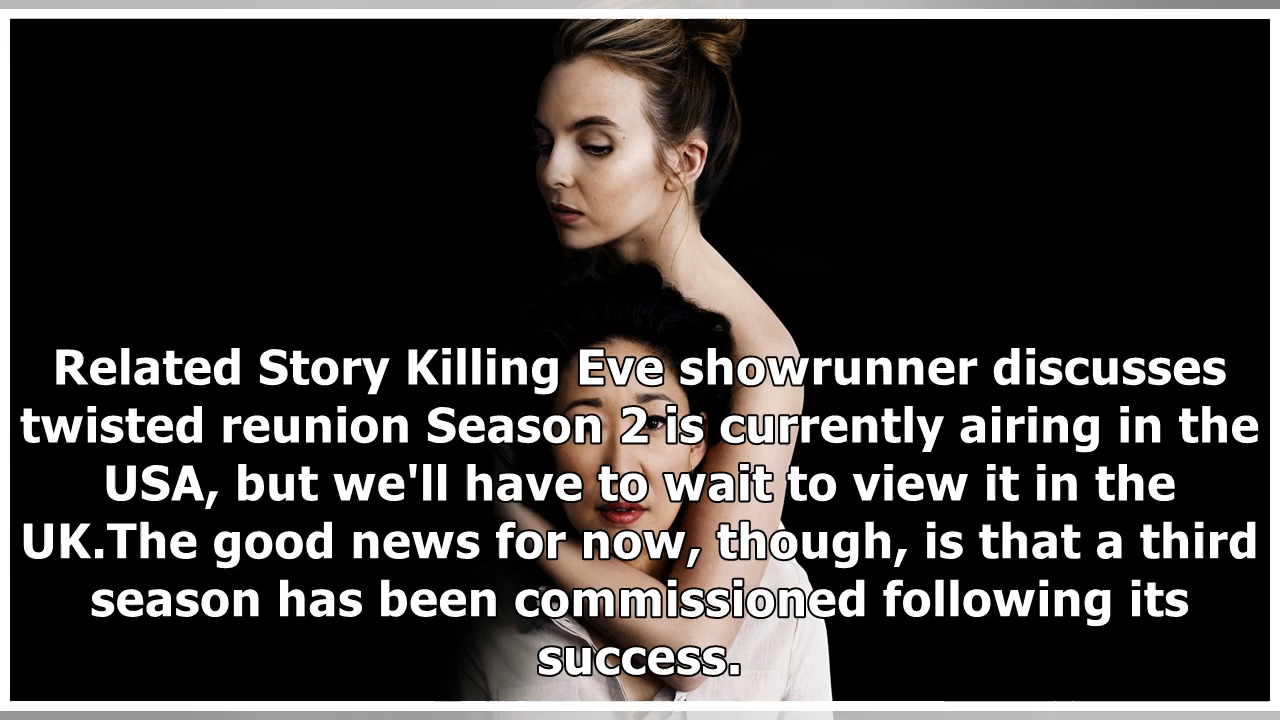 Related Story Killing Eve showrunner discusses
twisted reunion Season 2 is currently airing in the
USA, but we'll have to wait to view it in the
UK.The good news for now, though, is that a third
season has been commissioned following its
success.